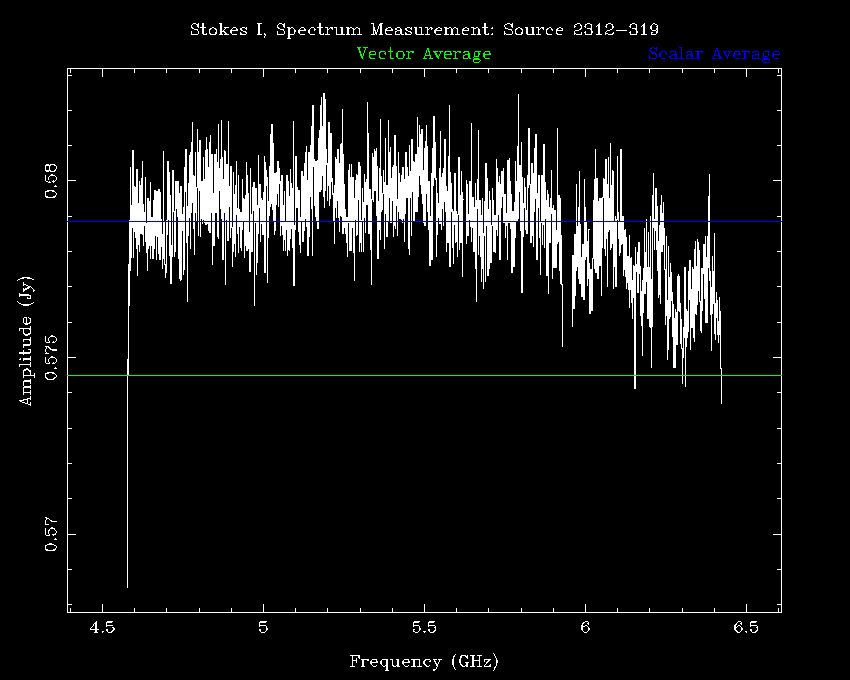 Stokes I, Spectrum Measurement: Source 2312−319
Vector Average Scalar Average
0.58
0.575
0.57
Amplitude (Jy)
4.5 5 5.5 6 6.5
Frequency (GHz)